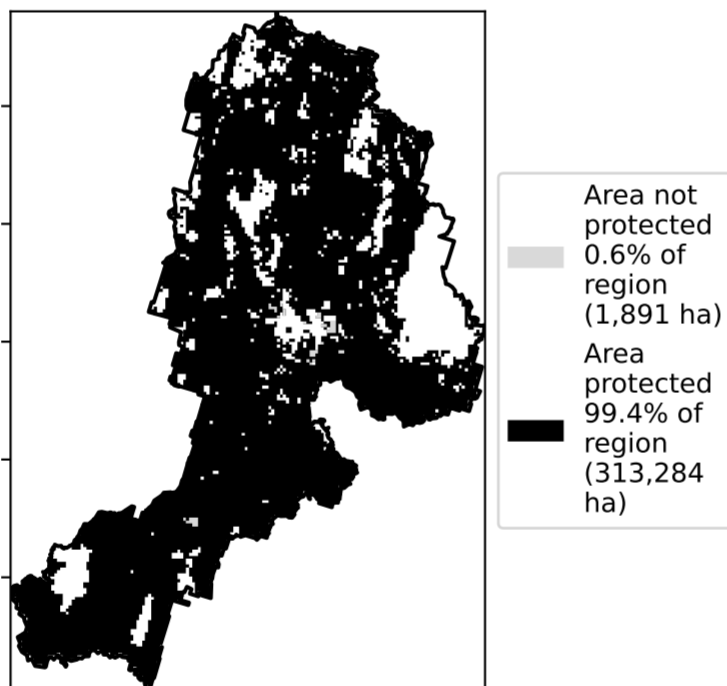 Area not
protected
0.6% of
region
(1,891 ha)
Area
protected
99.4% of
region
(313,284
ha)